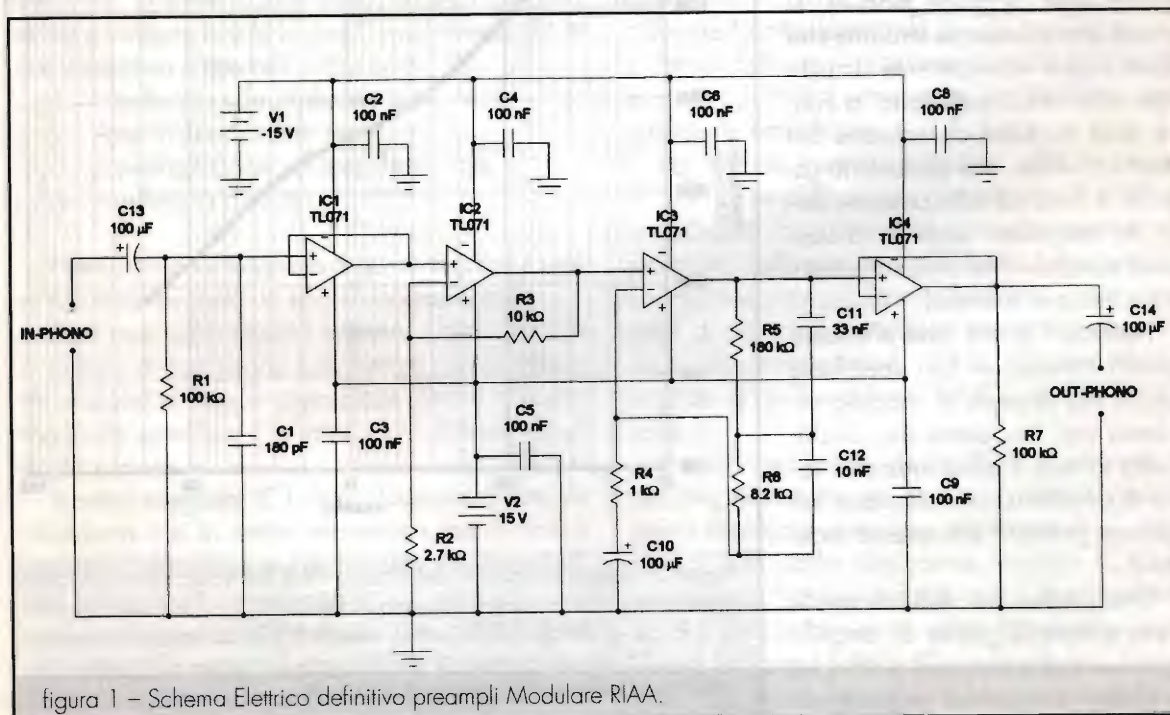 V1
-15 V
C2
100 nF
C4
100 nF
C6
100 nF
C8
100 nF
C13
100 µF
+
IC1
TL071
IC2
TL071
IC3
TL071
IC4
TL071
R3
10 kΩ
IN-PHONO
R1
100 kΩ
C1
180 pF
C3
100 nF
C5
100 nF
V2
15 V
R2
2.7 kΩ
R4
1 kΩ
C10
100 µF
+
R5
180 kΩ
C11
33 nF
R6
8.2 kΩ
C12
10 nF
C9
100 nF
R7
100 kΩ
C14
100 µF
+
OUT-PHONO
figura 1 – Schema Elettrico definitivo preampli Modulare RIAA.